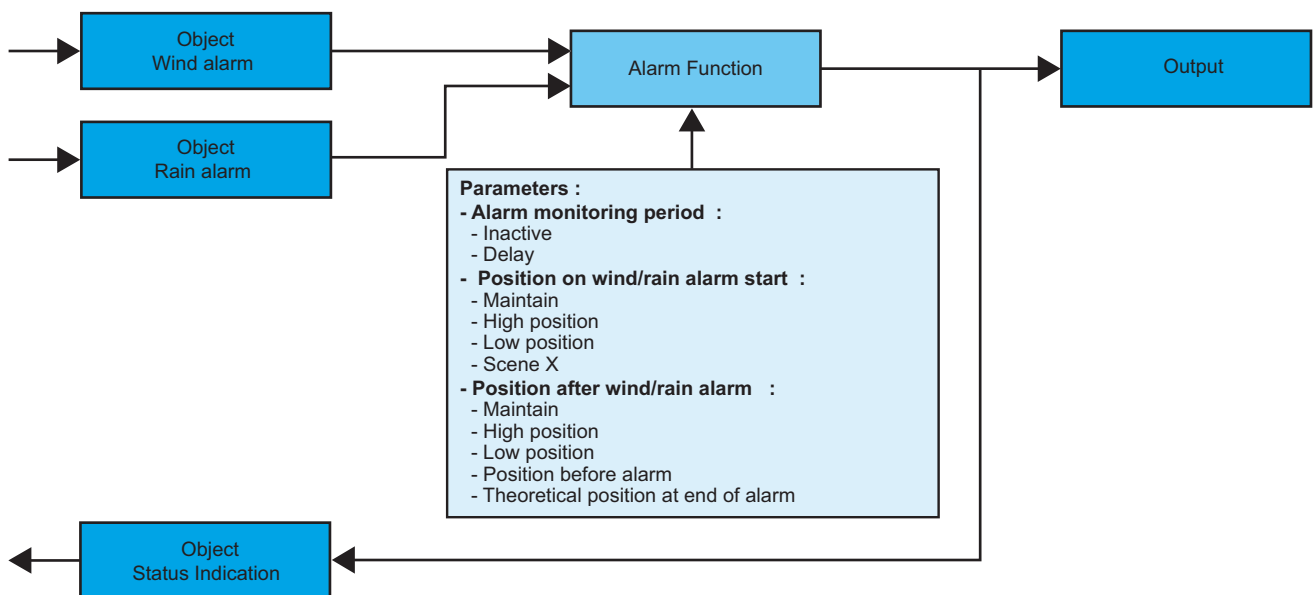 Object
Wind alarm
Alarm Function
Output
Object
Rain alarm
Parameters :
- Alarm monitoring period :
- Inactive
- Delay
- Position on wind/rain alarm start :
- Maintain
- High position
- Low position
- Scene X
- Position after wind/rain alarm :
- Maintain
- High position
- Low position
- Position before alarm
- Theoretical position at end of alarm
Object
Status Indication